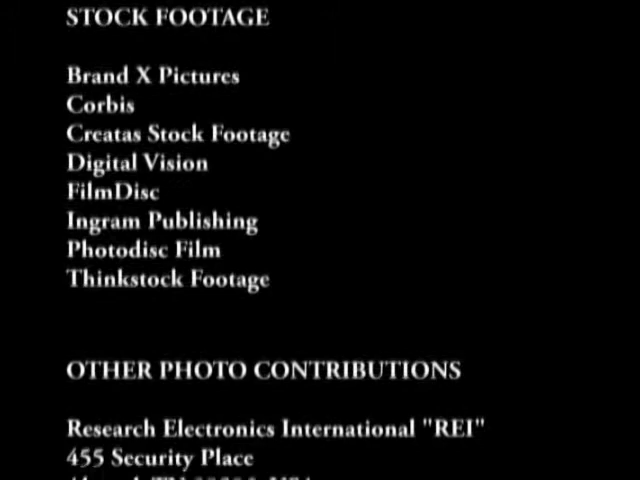 STOCK FOOTAGE
Brand X Pictures
Corbis
Creatas Stock Footage
Digital Vision
FilmDisc
Ingram Publishing
Photodisc Film
Thinkstock Footage
OTHER PHOTO CONTRIBUTIONS
Research Electronics International "REI"
455 Security Place